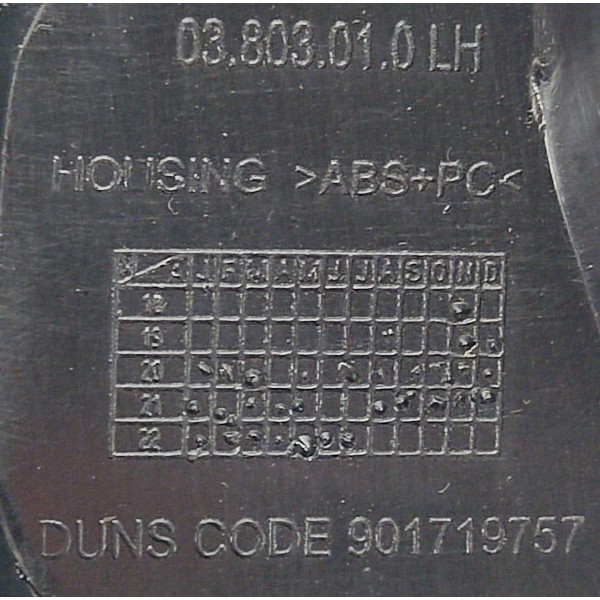 03.803.01.0 LH
HOUSING >ABS+PC<
M A J F M A M J J A S O N D
18
19
20
21
22
DUNS CODE 901719757